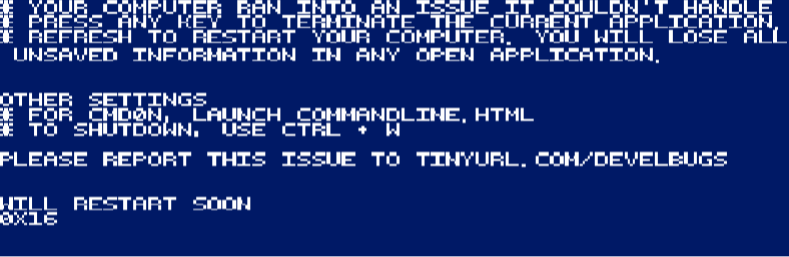 * YOUR COMPUTER RAN INTO AN ISSUE IT COULDN'T HANDLE
* PRESS ANY KEY TO TERMINATE THE CURRENT APPLICATION.
* REFRESH TO RESTART YOUR COMPUTER. YOU WILL LOSE ALL
UNSAVED INFORMATION IN ANY OPEN APPLICATION.
OTHER SETTINGS
* FOR CMD0N, LAUNCH COMMANDLINE.HTML
* TO SHUTDOWN, USE CTRL + W
PLEASE REPORT THIS ISSUE TO TINYURL.COM/DEVELBUGS
WILL RESTART SOON
0X16